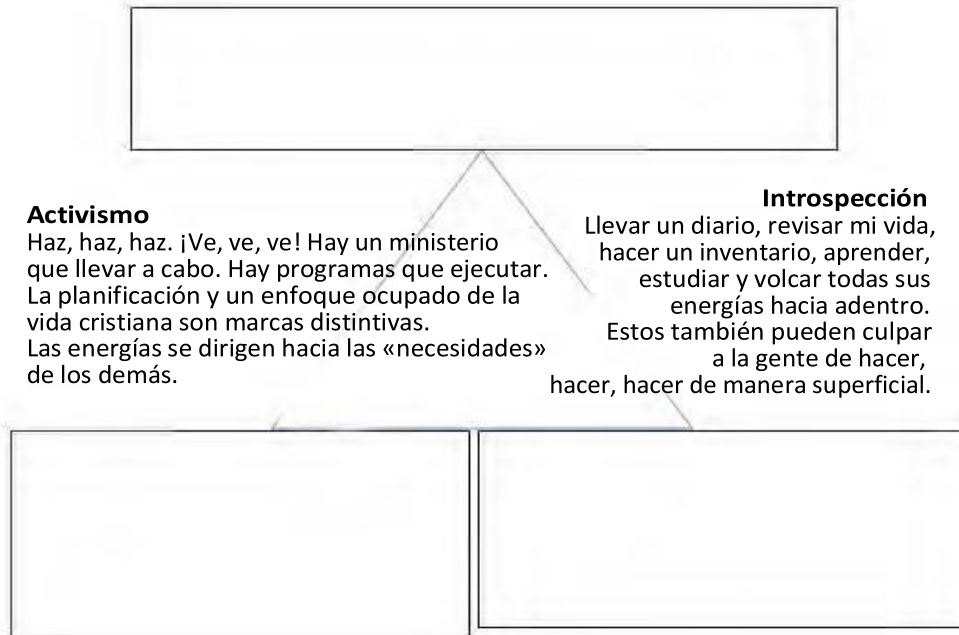 Activismo
Haz, haz, haz. ¡Ve, ve, ve! Hay un ministerio
que llevar a cabo. Hay programas que ejecutar.
La planificación y un enfoque ocupado de la
vida cristiana son marcas distintivas.
Las energías se dirigen hacia las «necesidades»
de los demás.
Introspección
Llevar un diario, revisar mi vida,
hacer un inventario, aprender,
estudiar y volcar todas sus
energías hacia adentro.
Estos también pueden culpar
a la gente de hacer,
hacer, hacer de manera superficial.